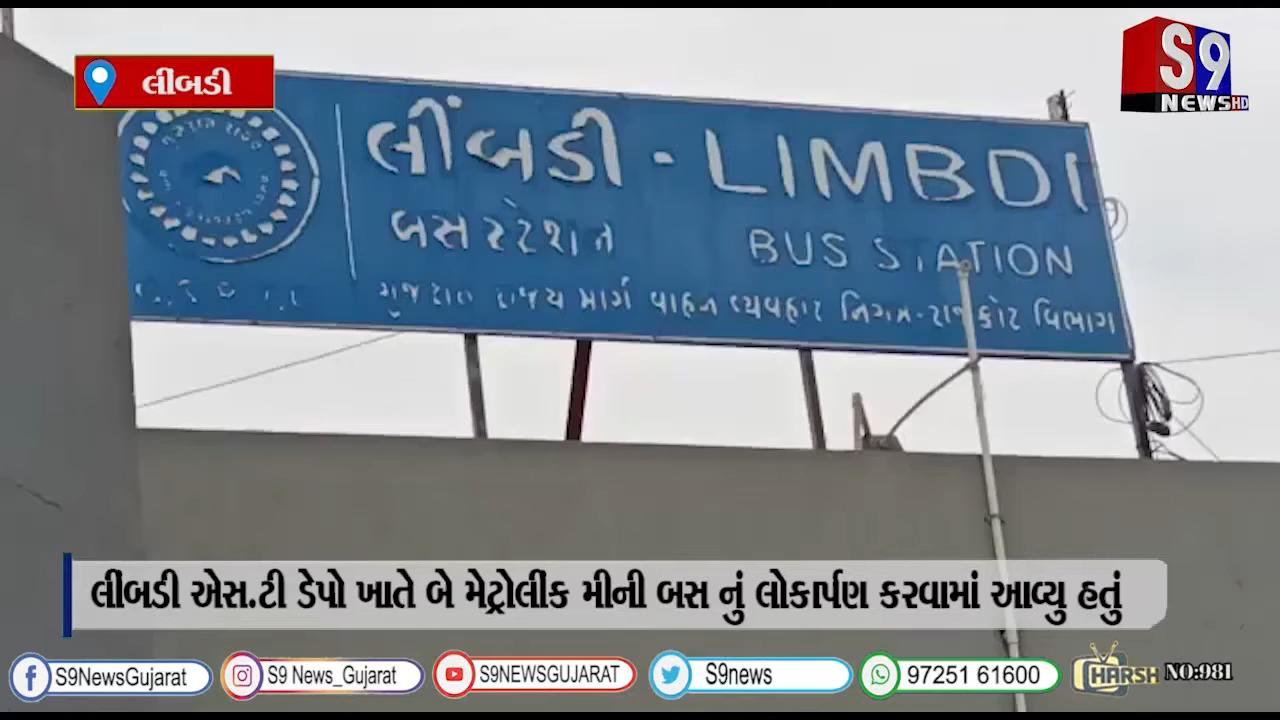 લીંબડી
S9
NEWS HD
લીંબડી - LIMBDI
બસ સ્ટેશન
BUS STATION
ગુજરાત રાજ્ય માર્ગ વાહન વ્યવહાર નિગમ-રાજકોટ વિભાગ
લીંબડી એસ.ટી ડેપો ખાતે બે મેટ્રોલીંક મીની બસ નું લોકાર્પણ કરવામાં આવ્યુ હતું
S9NewsGujarat
S9 News_Gujarat
S9NEWSGUJARAT
S9news
97251 61600
CHARSH NO:981